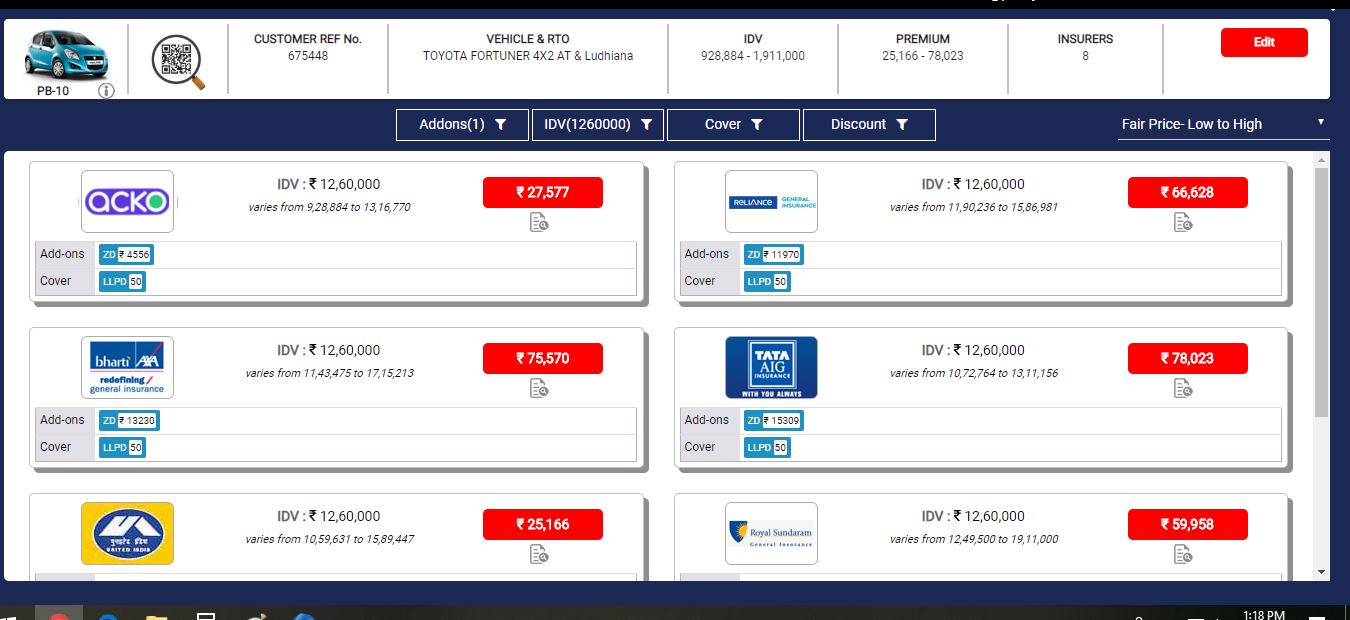 CUSTOMER REF No.
675448
VEHICLE & RTO
TOYOTA FORTUNER 4X2 AT & Ludhiana
IDV
928,884 - 1,911,000
PREMIUM
25,166 - 78,023
INSURERS
8
Edit
PB-10
Addons(1)
IDV(1260000)
Cover
Discount
Fair Price- Low to High
acko
IDV : ₹ 12,60,000
varies from 9,28,884 to 13,16,770
₹ 27,577
Add-ons ZD ₹ 4556
Cover LLPD 50
RELIANCE GENERAL INSURANCE
IDV : ₹ 12,60,000
varies from 11,90,236 to 15,86,981
₹ 66,628
Add-ons ZD ₹ 11970
Cover LLPD 50
bharti AXA
redefining /
general insurance
IDV : ₹ 12,60,000
varies from 11,43,475 to 17,15,213
₹ 75,570
Add-ons ZD ₹ 13230
Cover LLPD 50
TATA
AIG
INSURANCE
WITH YOU ALWAYS
IDV : ₹ 12,60,000
varies from 10,72,764 to 13,11,156
₹ 78,023
Add-ons ZD ₹ 15309
Cover LLPD 50
UNITED INDIA
IDV : ₹ 12,60,000
varies from 10,59,631 to 15,89,447
₹ 25,166
Royal Sundaram
General Insurance
IDV : ₹ 12,60,000
varies from 12,49,500 to 19,11,000
₹ 59,958
1:18 PM